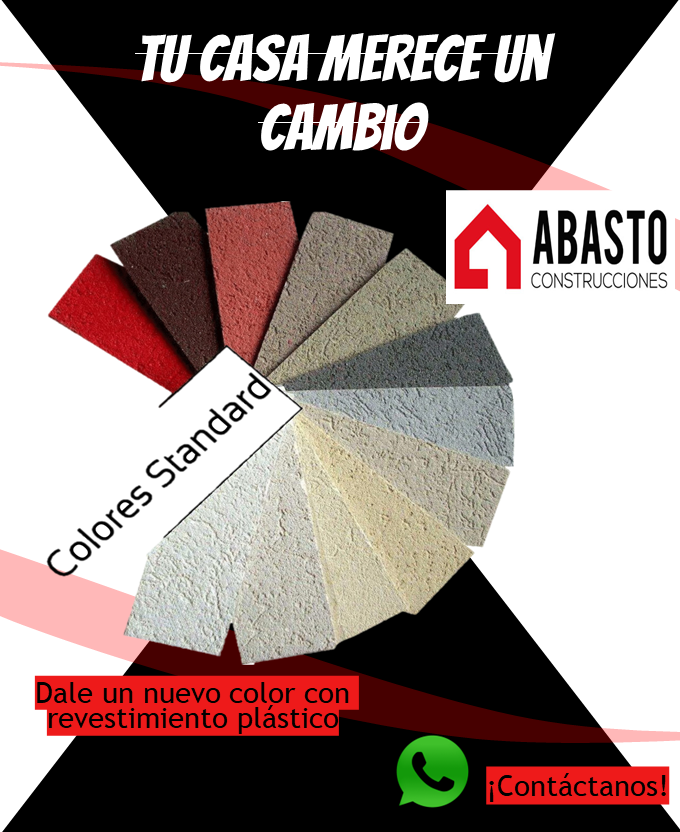 TU CASA MERECE UN
CAMBIO
ABASTO
CONSTRUCCIONES
Colores Standard
Dale un nuevo color con
revestimiento plástico
¡Contáctanos!